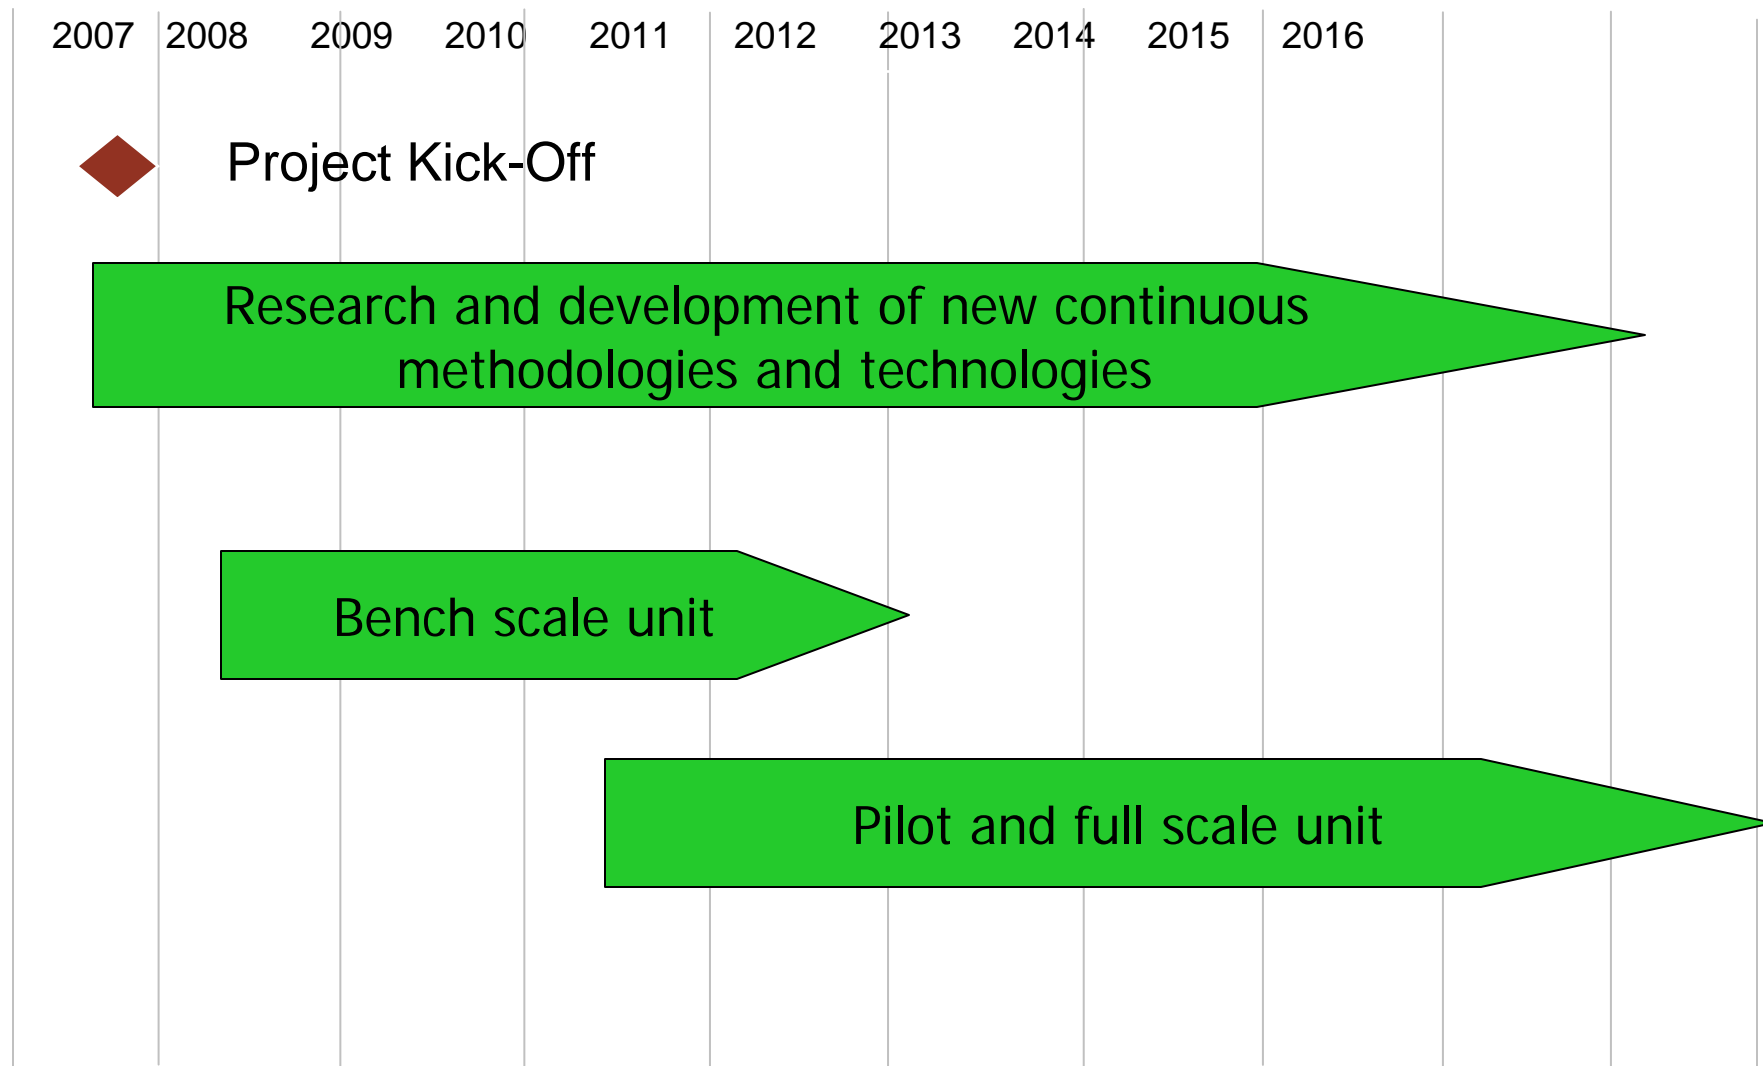 2007 2008 2009 2010 2011 2012 2013 2014 2015 2016
Project Kick-Off
Research and development of new continuous
methodologies and technologies
Bench scale unit
Pilot and full scale unit